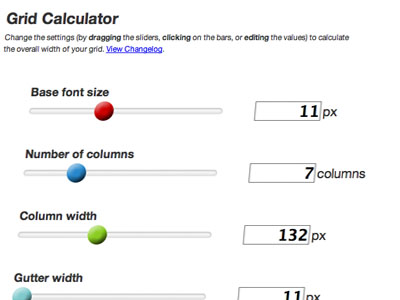 Grid Calculator
Change the settings (by dragging the sliders, clicking on the bars, or editing the values) to calculate
the overall width of your grid. View Changelog.
Base font size
11 px
Number of columns
7 columns
Column width
132 px
Gutter width
11 px